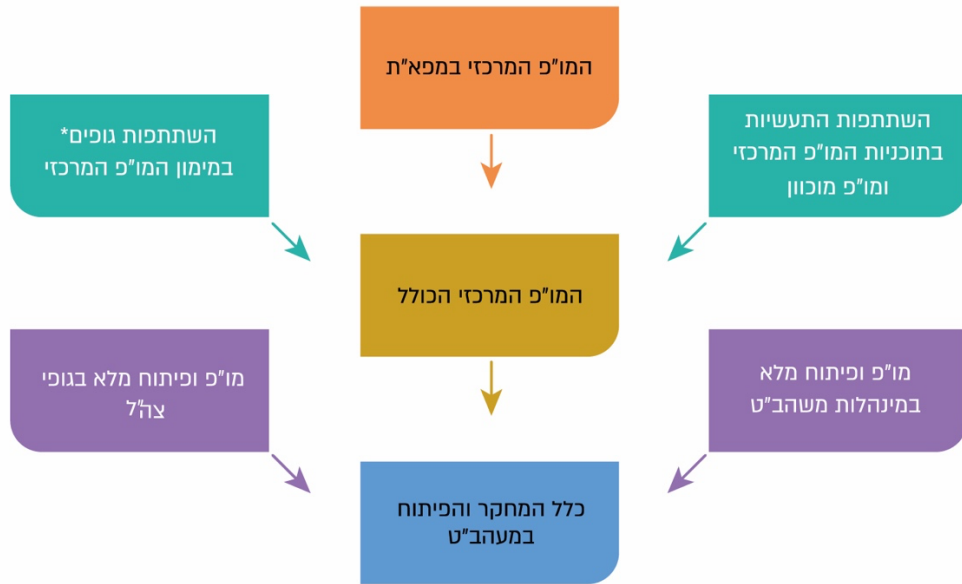 המו"פ המרכזי במפא"ת
השתתפות התעשיות
בתוכניות המו"פ המרכזי
ומו"פ מוכוון
השתתפות גופים*
במימון המו"פ המרכזי
המו"פ המרכזי הכולל
מו"פ ופיתוח מלא
במינהלות משהב"ט
מו"פ ופיתוח מלא בגופי
צה"ל
כלל המחקר והפיתוח
במעהב"ט